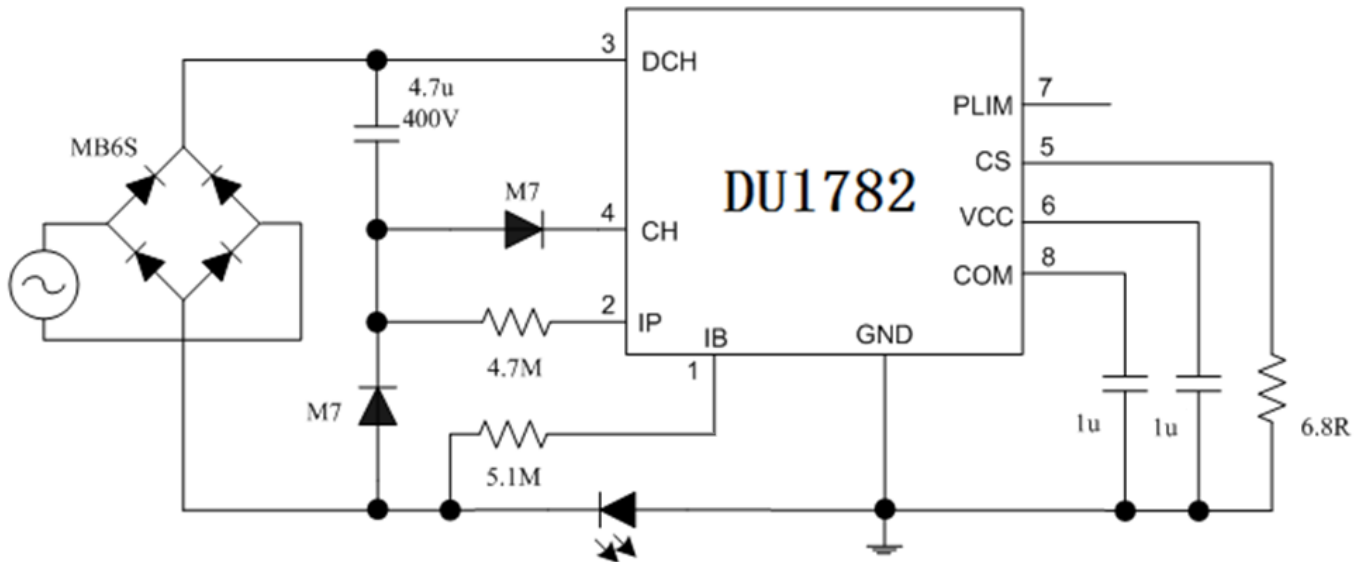 3
DCH
4.7u
400V
7
PLIM
MB6S
5
CS
DU1782
M7
4
CH
6
VCC
8
COM
2
IP
IB
GND
4.7M
1
M7
1u
1u
6.8R
5.1M